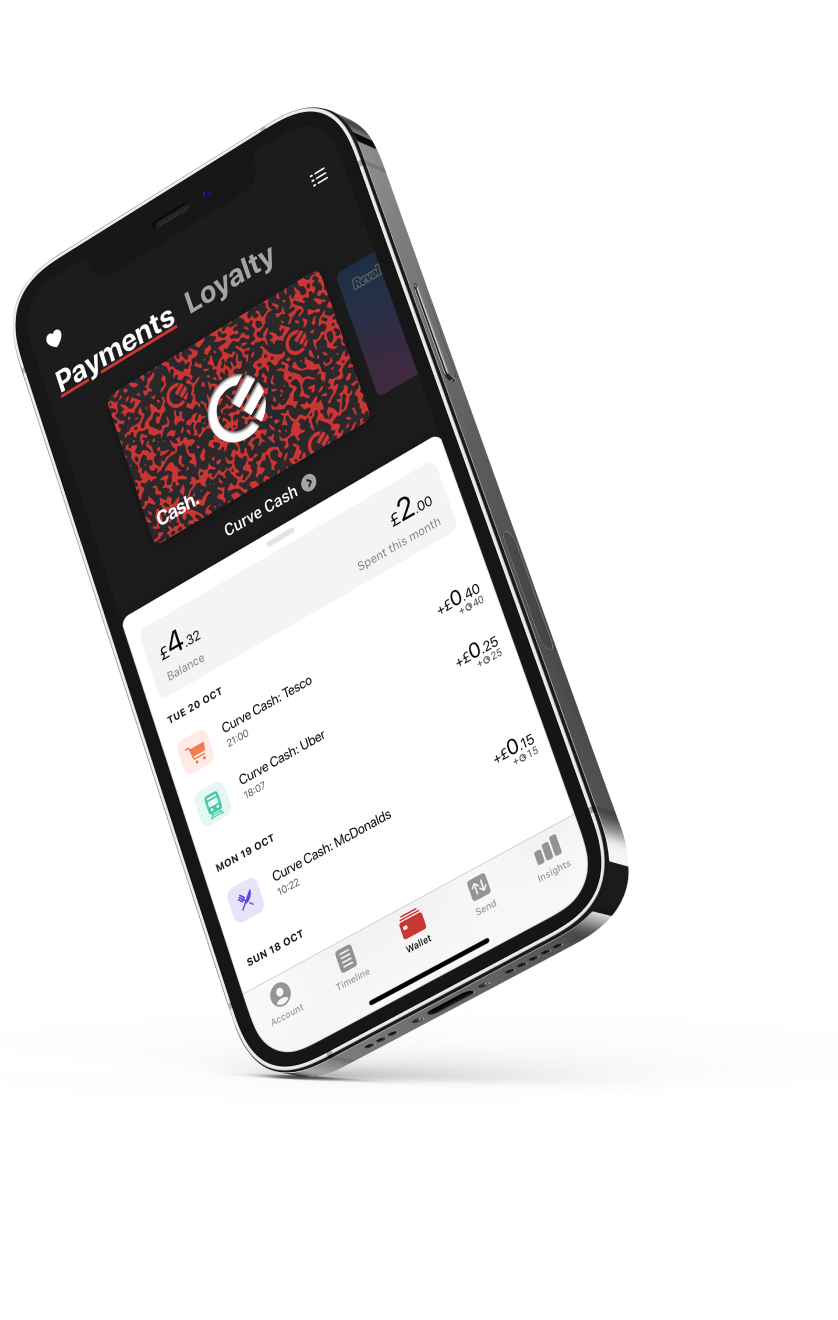 Payments Loyalty
Revol
Cash.
Curve Cash
£4.32
Balance
£2.00
Spent this month
TUE 20 OCT
Curve Cash: Tesco
21:00
+£0.40
+40
Curve Cash: Uber
18:07
+£0.25
+25
MON 19 OCT
Curve Cash: McDonalds
10:22
+£0.15
+15
SUN 18 OCT
Account
Timeline
Wallet
Send
Insights